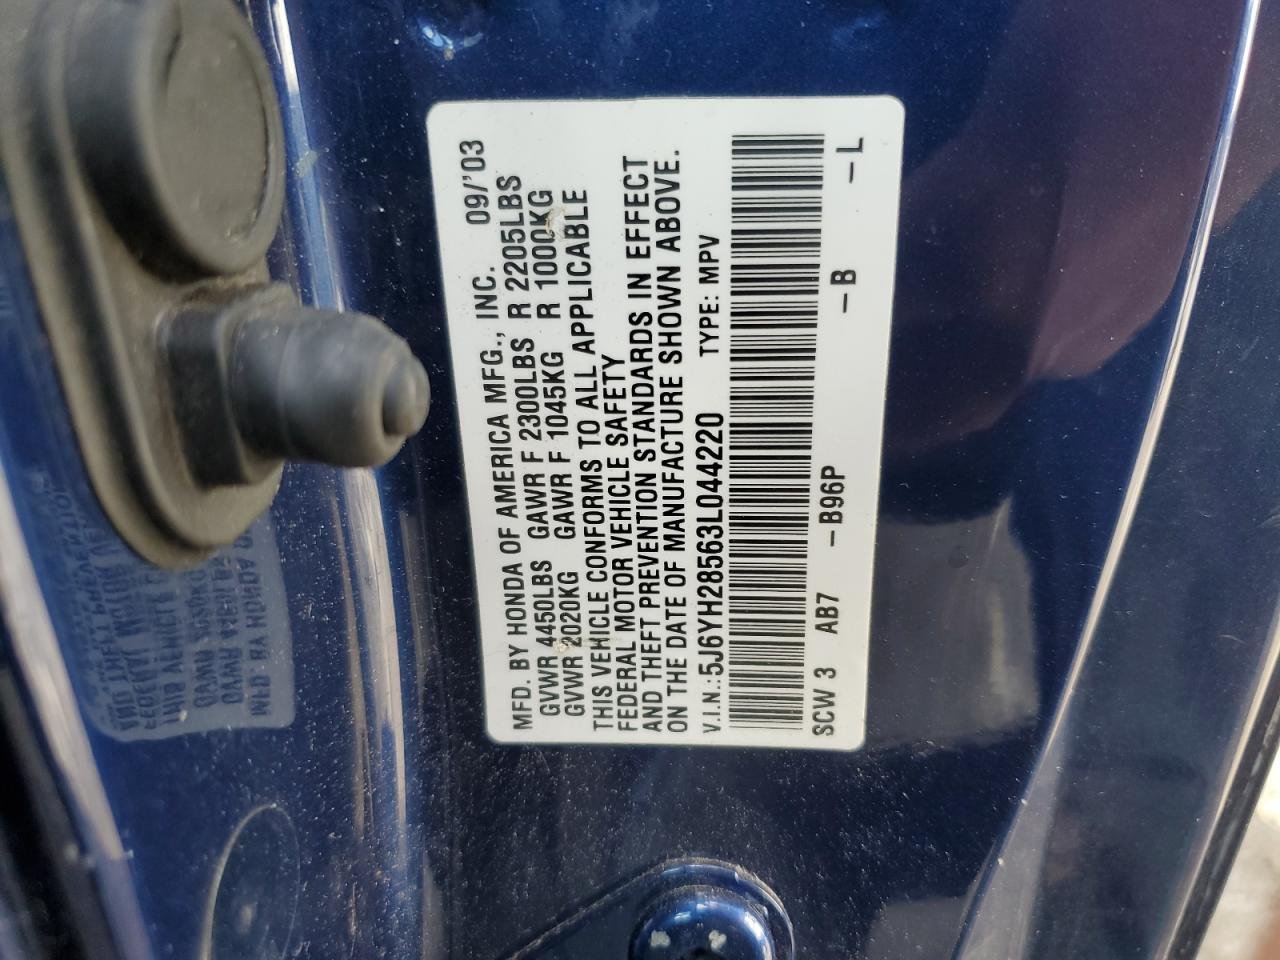 MFD. BY HONDA OF AMERICA MFG., INC. 09/'03
GVWR 4450LBS GAWR F 2300LBS R 2205LBS
GVWR 2020KG GAWR F 1045KG R 1000KG
THIS VEHICLE CONFORMS TO ALL APPLICABLE
FEDERAL MOTOR VEHICLE SAFETY
AND THEFT PREVENTION STANDARDS IN EFFECT
ON THE DATE OF MANUFACTURE SHOWN ABOVE.
V.I.N.: 5J6YH28563L044220 TYPE: MPV
SCW 3 AB7 –B96P –B –L